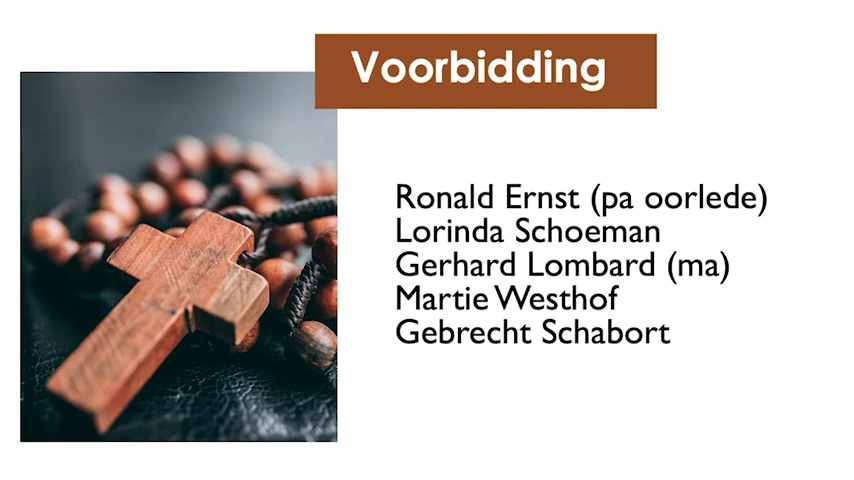 Voorbidding
Ronald Ernst (pa oorlede)
Lorinda Schoeman
Gerhard Lombard (ma)
Martie Westhof
Gebrecht Schabort